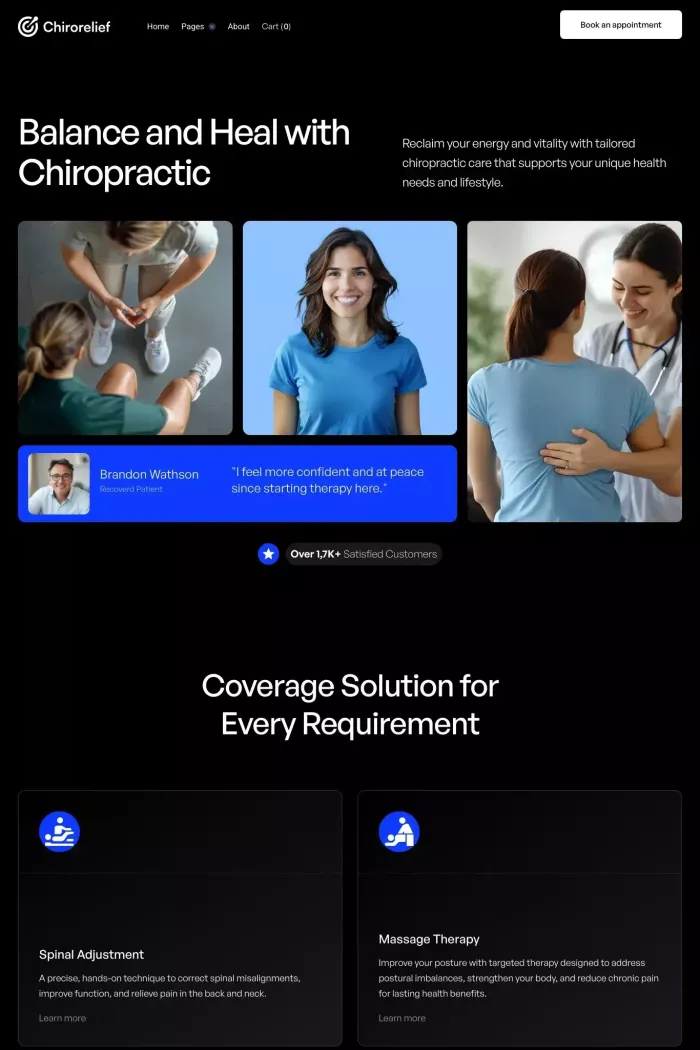 Chirorelief
Home Pages About Cart (0)
Book an appointment
Balance and Heal with
Chiropractic
Reclaim your energy and vitality with tailored
chiropractic care that supports your unique health
needs and lifestyle.
Brandon Wathson
Recoverd Patient
"I feel more confident and at peace
since starting therapy here."
Over 1,7K+ Satisfied Customers
Coverage Solution for
Every Requirement
Spinal Adjustment
A precise, hands-on technique to correct spinal misalignments,
improve function, and relieve pain in the back and neck.
Learn more
Massage Therapy
Improve your posture with targeted therapy designed to address
postural imbalances, strengthen your body, and reduce chronic pain
for lasting health benefits.
Learn more